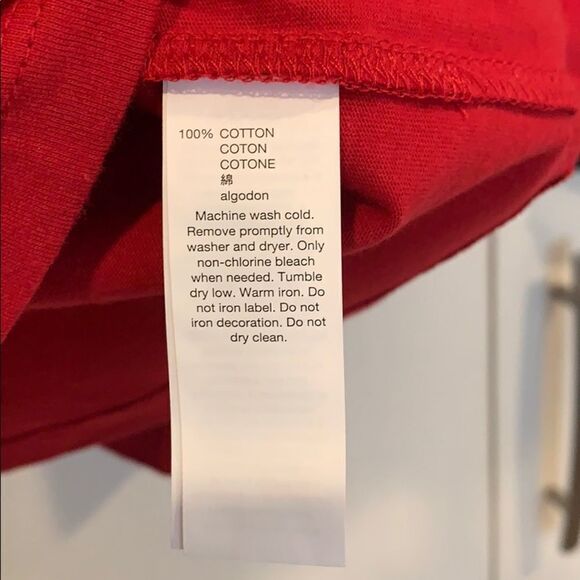 100% COTTON
COTON
COTONE
綿
algodon
Machine wash cold.
Remove promptly from
washer and dryer. Only
non-chlorine bleach
when needed. Tumble
dry low. Warm iron. Do
not iron label. Do not
iron decoration. Do not
dry clean.